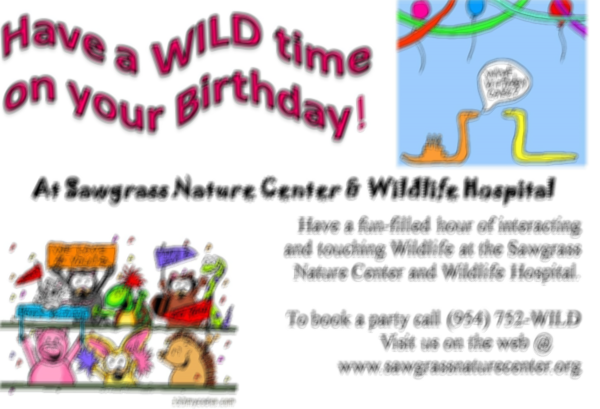 Have a WILD time
on your Birthday!
At Sawgrass Nature Center & Wildlife Hospital
Have a fun-filled hour of interacting
and touching Wildlife at the Sawgrass
Nature Center and Wildlife Hospital.
To book a party call (954) 752-WILD
Visit us on the web @
www.sawgrassnaturecenter.org